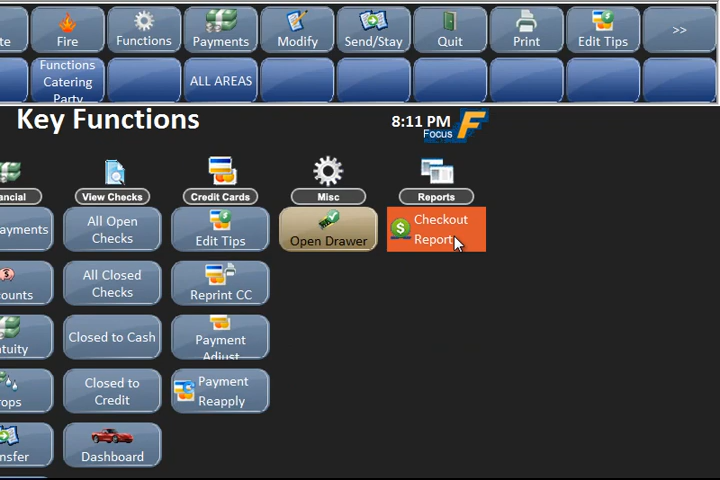 te
Fire
Functions
Payments
Modify
Send/Stay
Quit
Print
Edit Tips
>>
Functions
Catering
Party
ALL AREAS
Key Functions
8:11 PM
Focus
F
ncial
View Checks
Credit Cards
Misc
Reports
ayments
All Open
Checks
Edit Tips
Open Drawer
Checkout
Report
ounts
All Closed
Checks
Reprint CC
tuity
Closed to Cash
Payment
Adjust
rops
Closed to
Credit
Payment
Reapply
nsfer
Dashboard